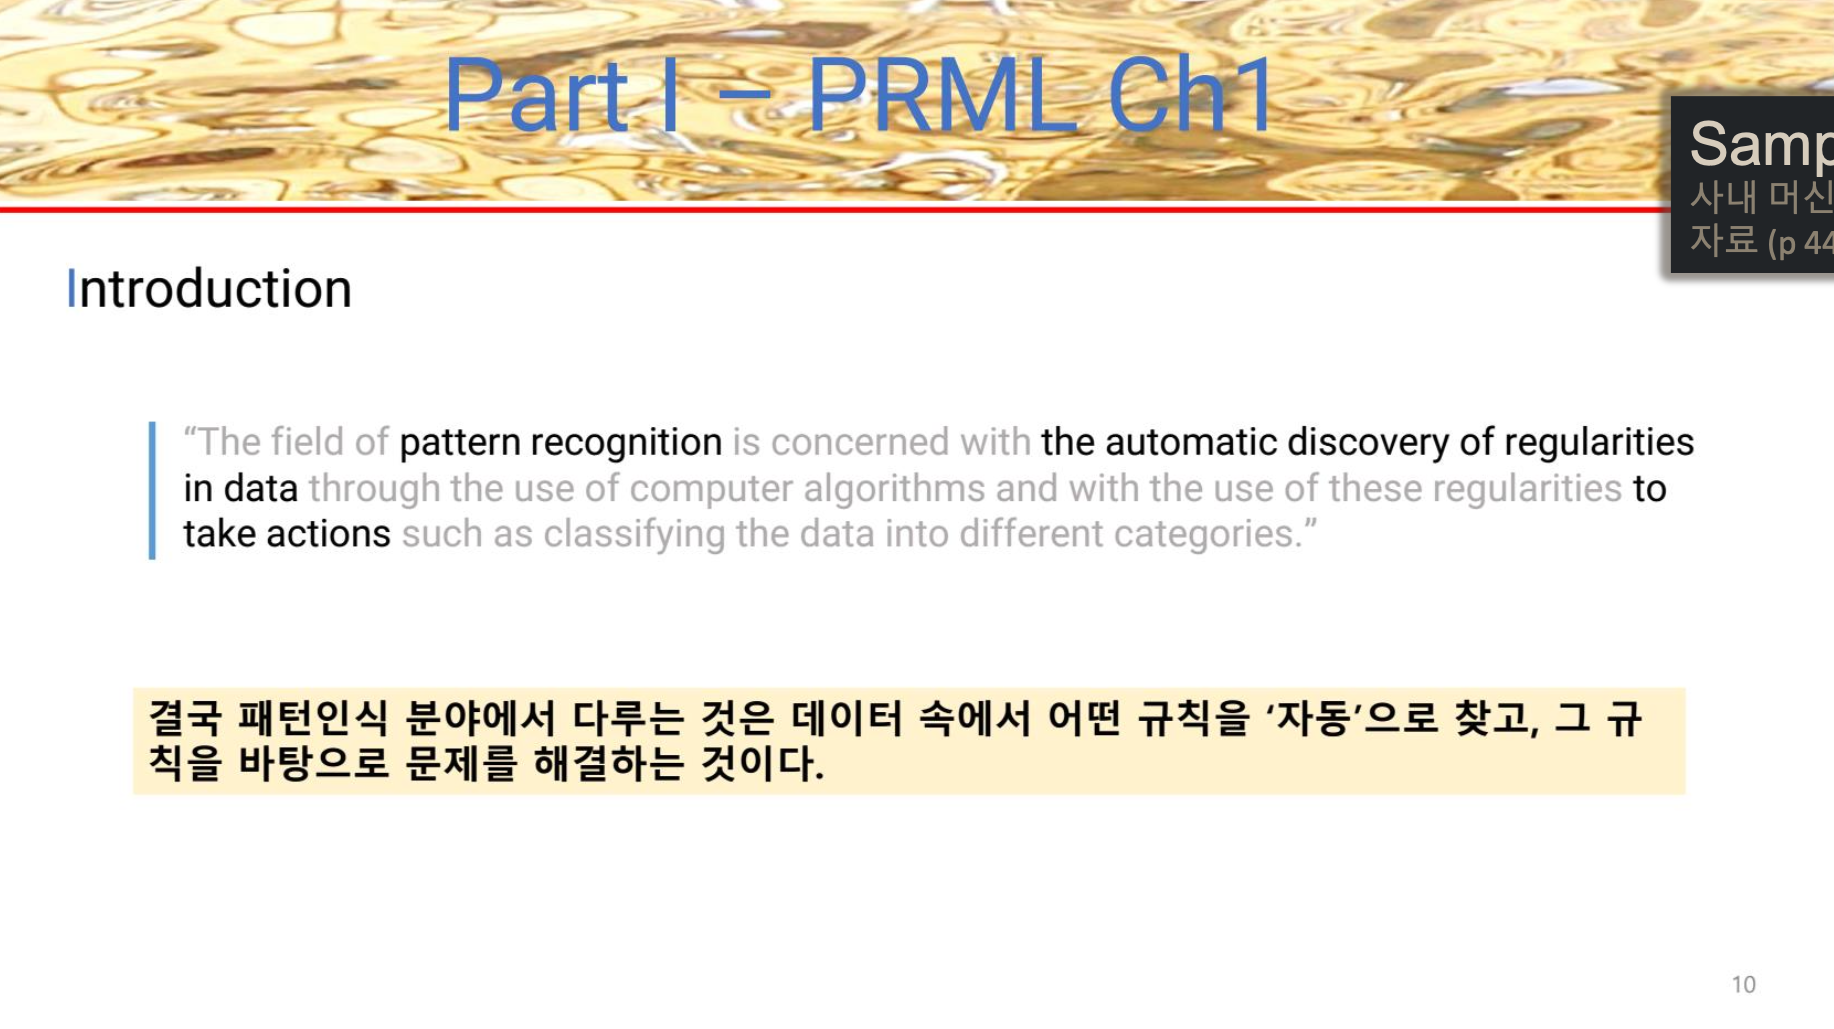 Part I – PRML Ch1
사내 머신
자료 (p 44
Introduction
“The field of pattern recognition is concerned with the automatic discovery of regularities
in data through the use of computer algorithms and with the use of these regularities to
take actions such as classifying the data into different categories.”
결국 패턴인식 분야에서 다루는 것은 데이터 속에서 어떤 규칙을 ‘자동’으로 찾고, 그 규
칙을 바탕으로 문제를 해결하는 것이다.
10